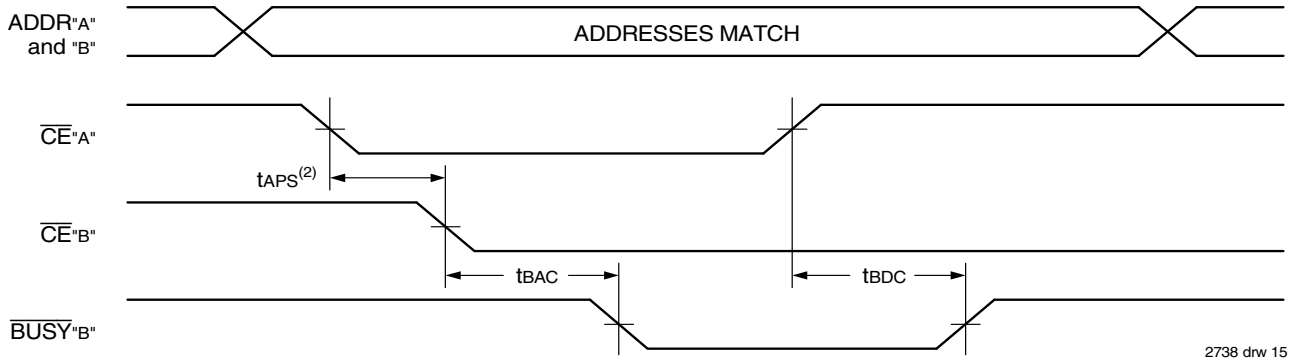 ADDR"A"
and "B"
ADDRESSES MATCH
CE"A"
tAPS(2)
CE"B"
tBAC
tBDC
BUSY"B"
2738 drw 15